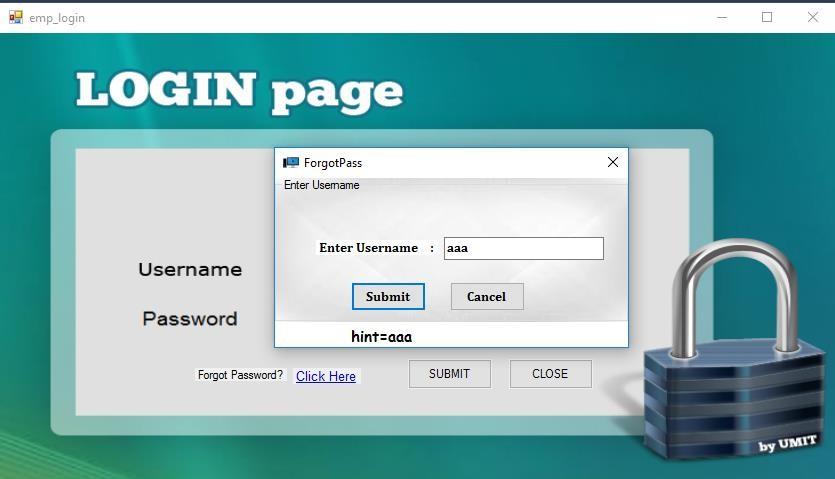 emp_login
LOGIN page
ForgotPass
Enter Username
Enter Username : aaa
Submit Cancel
hint=aaa
Username
Password
Forgot Password? Click Here SUBMIT CLOSE
by UMIT